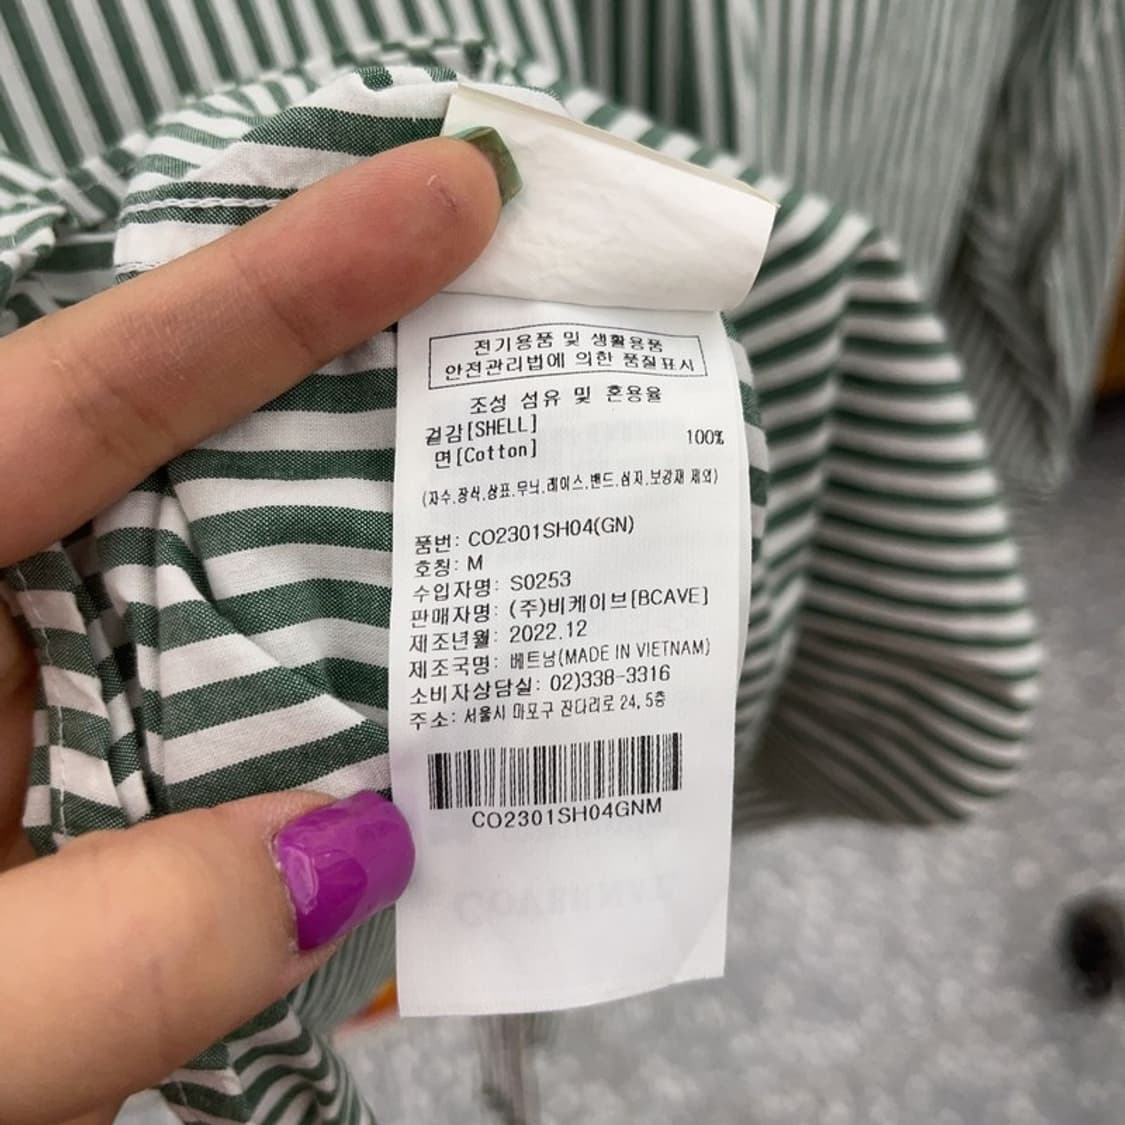 전기용품 및 생활용품
안전관리법에 의한 품질표시
조성 섬유 및 혼용율
겉감[SHELL]
면[Cotton] 100%
(자수.장식.상표.무늬.레이스.밴드.심지.보강재 제외)
품번: CO2301SH04(GN)
호칭: M
수입자명: S0253
판매자명: (주)비케이브[BCAVE]
제조년월: 2022.12
제조국명: 베트남(MADE IN VIETNAM)
소비자상담실: 02)338-3316
주소: 서울시 마포구 잔다리로 24, 5층
CO2301SH04GNM